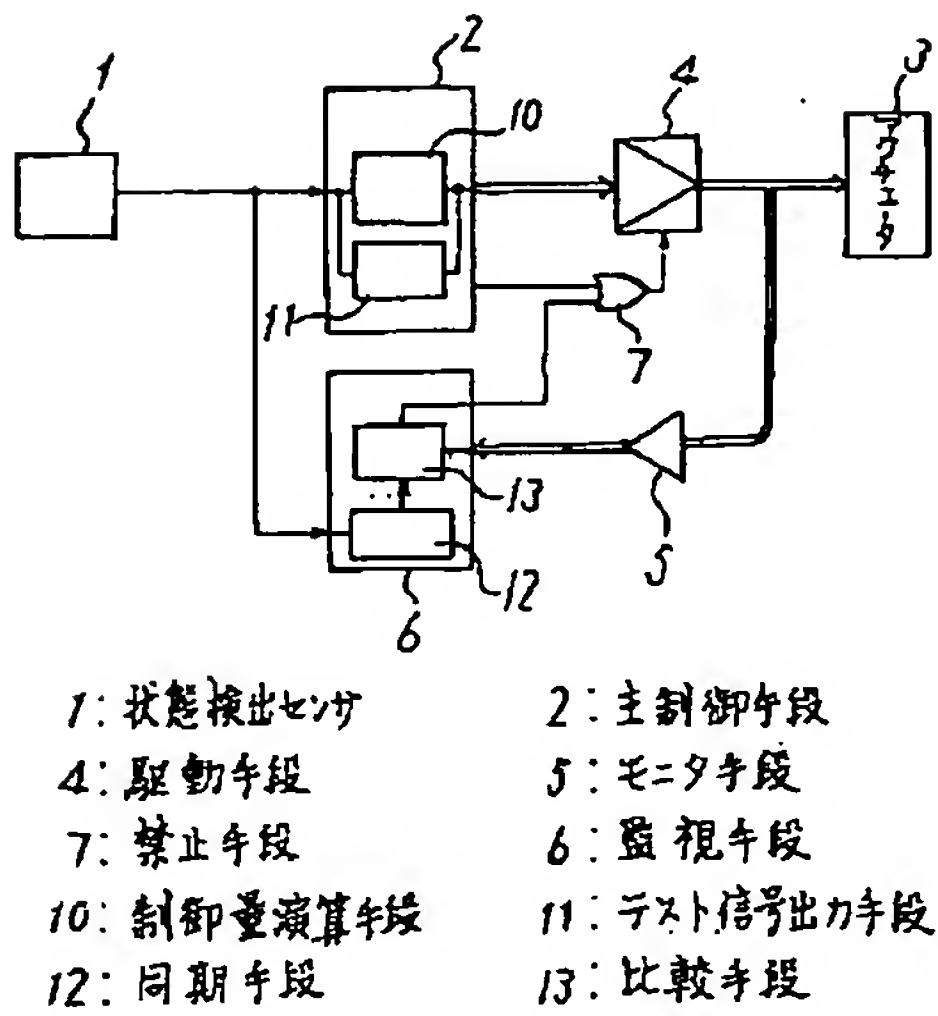 1
2
10
11
4
3
アクチュエータ
7
13
12
6
5
1：状態検出センサ
2：主制御手段
4：駆動手段
5：モニタ手段
7：禁止手段
6：監視手段
10：制御量演算手段
11：テスト信号出力手段
12：同期手段
13：比較手段